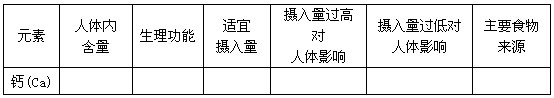 元素
人体内
含量
生理功能
适宜
摄入量
摄入量过高
对
人体影响
摄入量过低对
人体影响
主要食物
来源
钙(Ca)